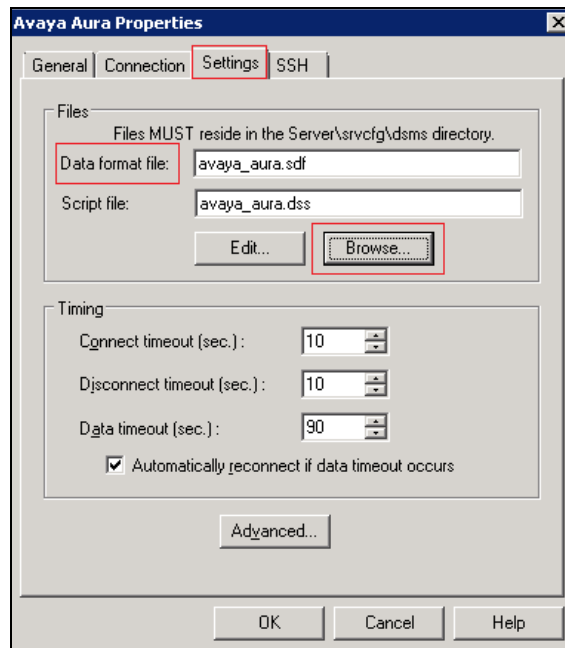 Avaya Aura Properties
General Connection Settings SSH
Files
Files MUST reside in the Server\srvcfg\dsms directory.
Data format file: avaya_aura.sdf
Script file: avaya_aura.dss
Edit... Browse...
Timing
Connect timeout (sec.) : 10
Disconnect timeout (sec.) : 10
Data timeout (sec.) : 90
Automatically reconnect if data timeout occurs
Advanced...
OK Cancel Help